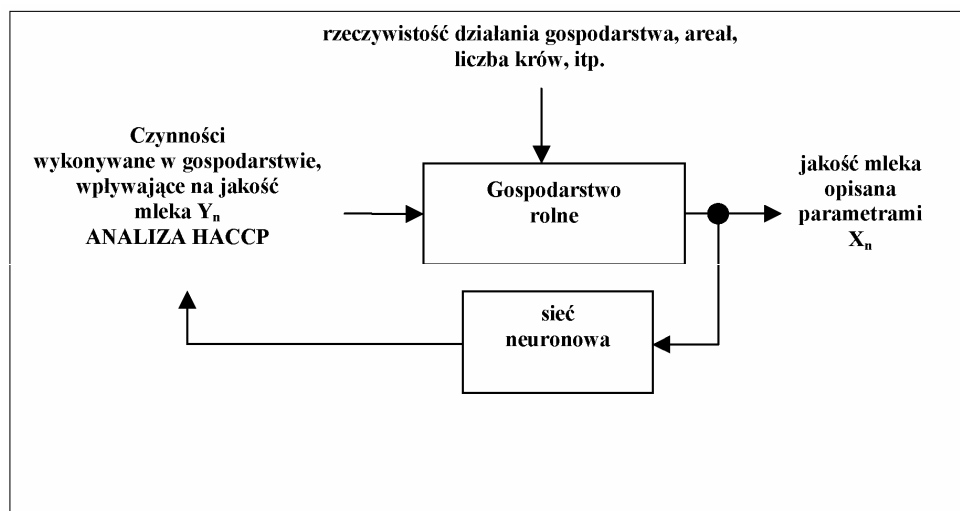 rzeczywistość działania gospodarstwa, areał,
liczba krów, itp.
Czynności
wykonywane w gospodarstwie,
wpływające na jakość
mleka Yn
ANALIZA HACCP
Gospodarstwo
rolne
jakość mleka
opisana
parametrami
Xn
sieć
neuronowa